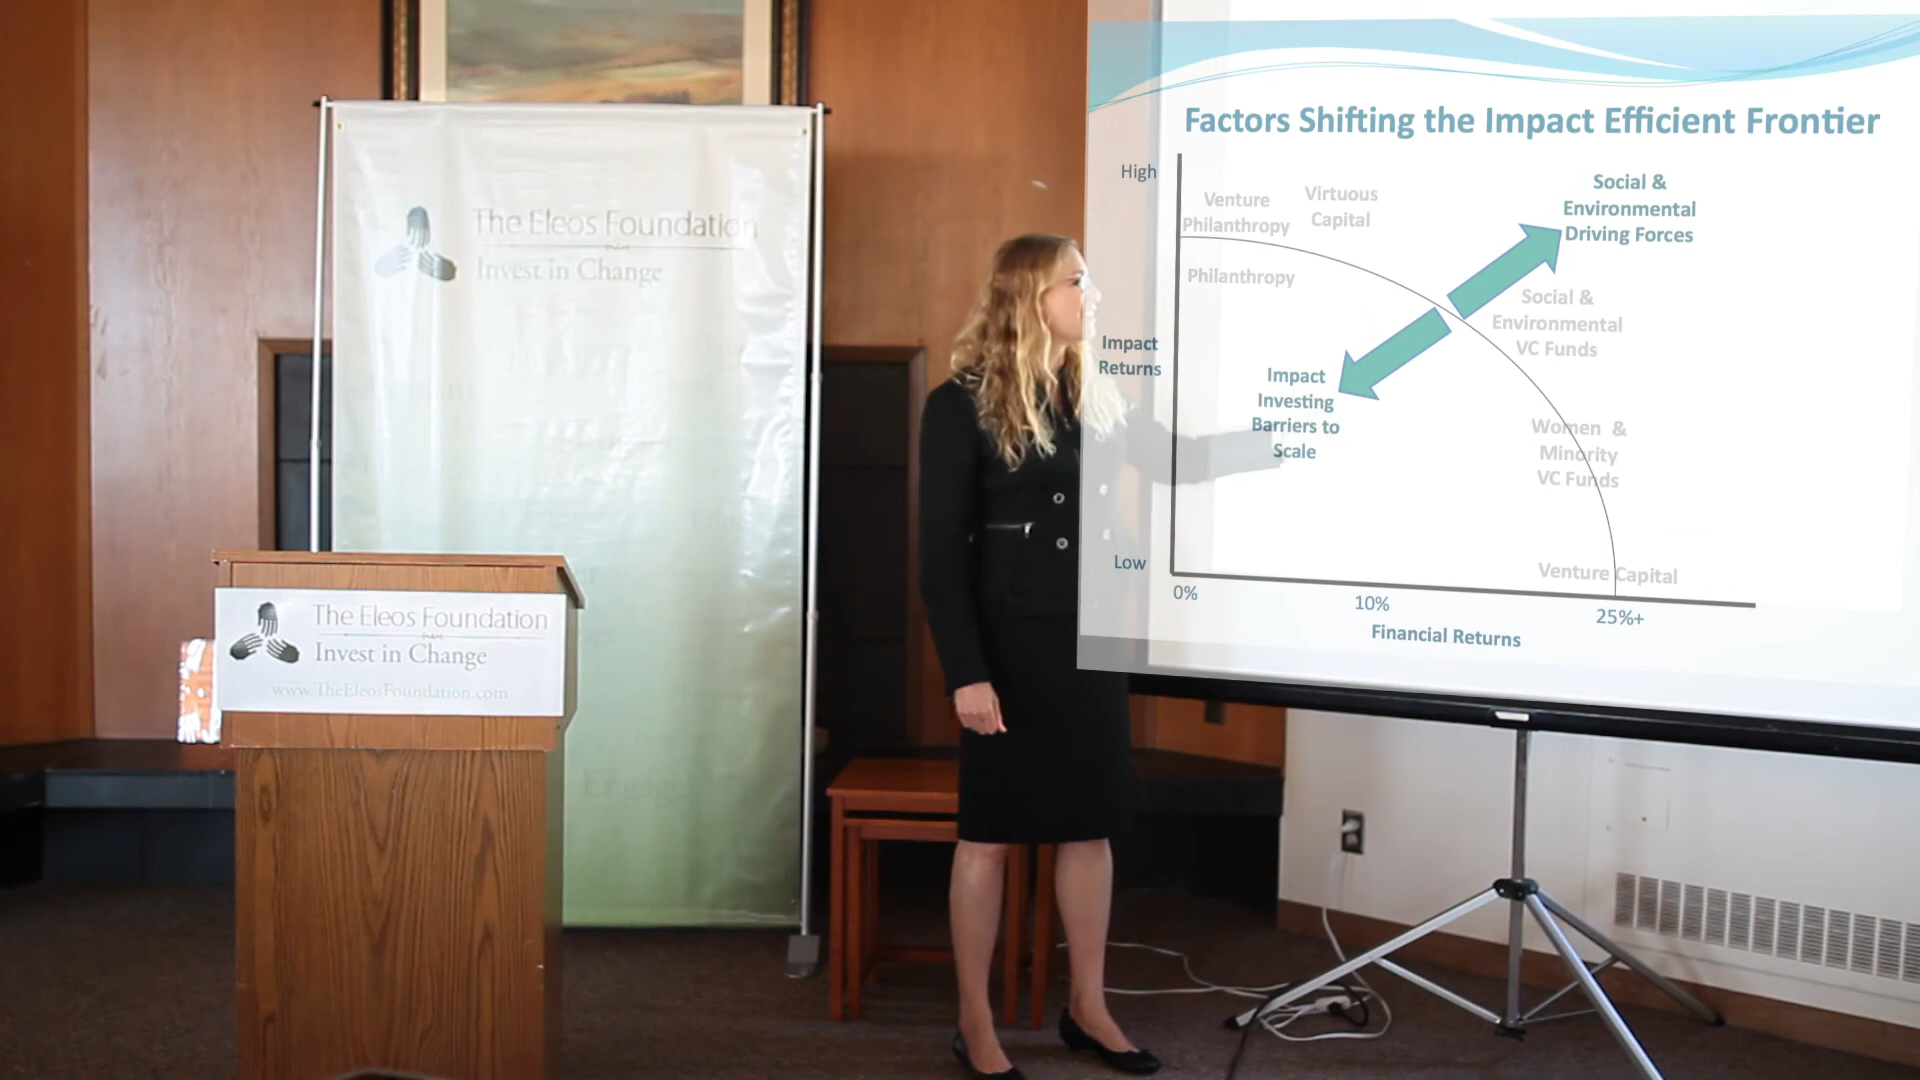 The Eleos Foundation
Invest in Change
Engage
The Eleos Foundation
Invest in Change
www.TheEleosFoundation.com
Factors Shifting the Impact Efficient Frontier
High
Venture
Philanthropy
Virtuous
Capital
Social &
Environmental
Driving Forces
Philanthropy
Social &
Environmental
VC Funds
Impact
Returns
Impact
Investing
Barriers to
Scale
Women &
Minority
VC Funds
Low
Venture Capital
0%
10%
25%+
Financial Returns